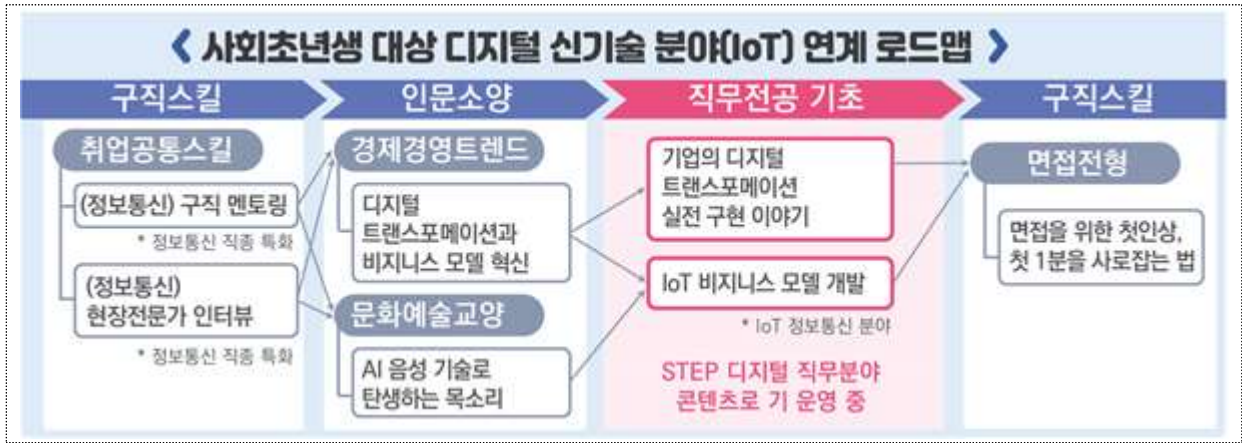 《 사회초년생 대상 디지털 신기술 분야(IoT) 연계 로드맵 》
구직스킬
취업공통스킬
(정보통신) 구직 멘토링
* 정보통신 직종 특화
(정보통신)
현장전문가 인터뷰
* 정보통신 직종 특화
인문소양
경제경영트렌드
디지털
트랜스포메이션과
비지니스 모델 혁신
문화예술교양
AI 음성 기술로
탄생하는 목소리
직무전공 기초
기업의 디지털
트랜스포메이션
실전 구현 이야기
IoT 비지니스 모델 개발
* IoT 정보통신 분야
STEP 디지털 직무분야
콘텐츠로 기 운영 중
구직스킬
면접전형
면접을 위한 첫인상,
첫 1분을 사로잡는 법